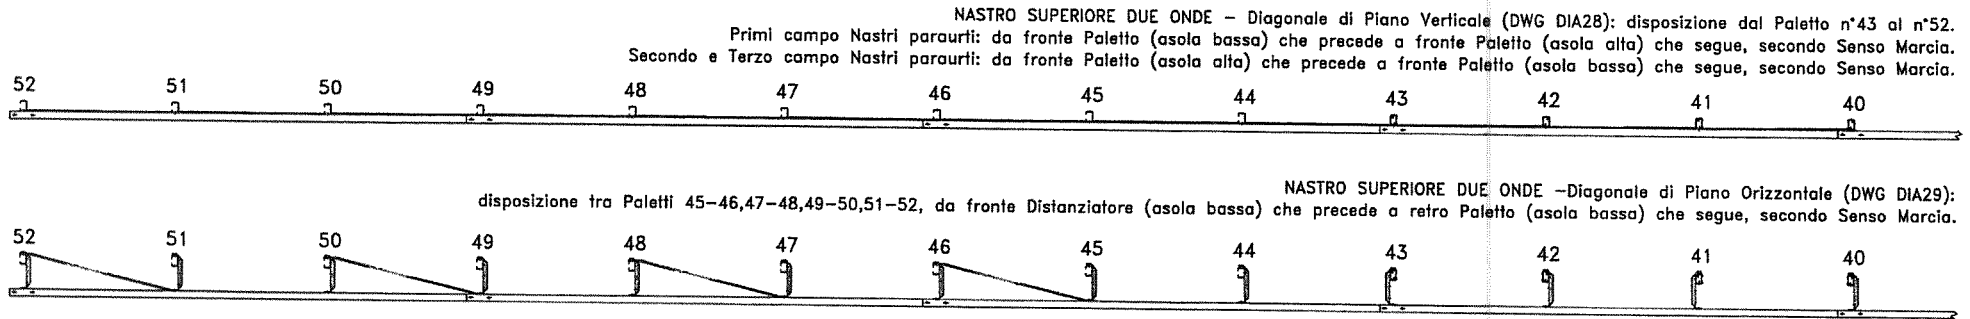 NASTRO SUPERIORE DUE ONDE – Diagonale di Piano Verticale (DWG DIA28): disposizione dal Paletto n°43 al n°52.
Primi campo Nastri paraurti: da fronte Paletto (asola bassa) che precede a fronte Paletto (asola alta) che segue, secondo Senso Marcia.
Secondo e Terzo campo Nastri paraurti: da fronte Paletto (asola alta) che precede a fronte Paletto (asola bassa) che segue, secondo Senso Marcia.
52 51 50 49 48 47 46 45 44 43 42 41 40
NASTRO SUPERIORE DUE ONDE –Diagonale di Piano Orizzontale (DWG DIA29):
disposizione tra Paletti 45–46,47–48,49–50,51–52, da fronte Distanziatore (asola bassa) che precede a retro Paletto (asola bassa) che segue, secondo Senso Marcia.
52 51 50 49 48 47 46 45 44 43 42 41 40